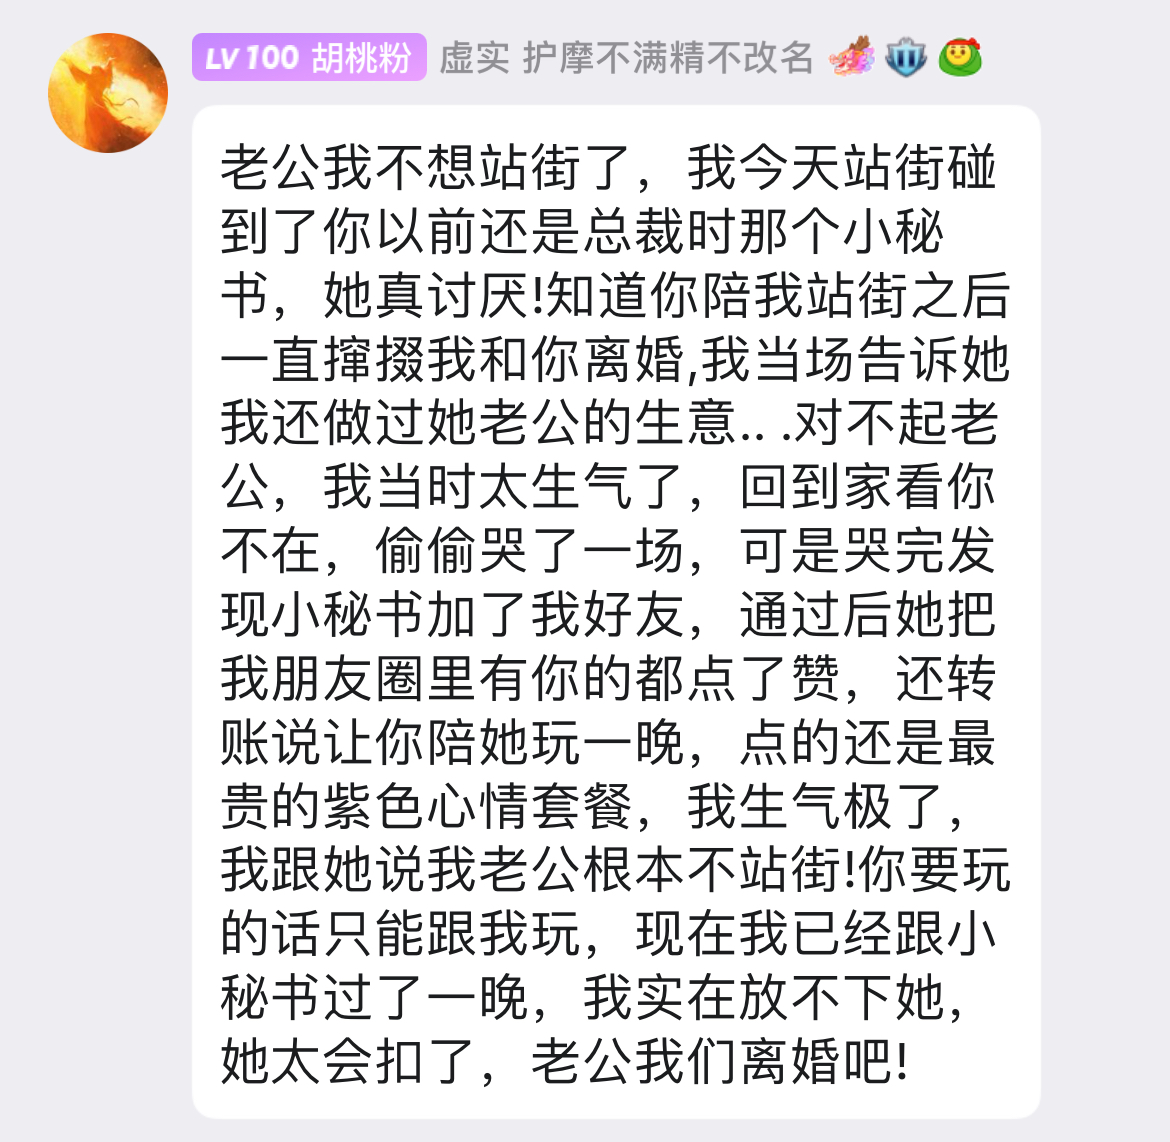 LV 100 胡桃粉 虚实 护摩不满精不改名
老公我不想站街了，我今天站街碰
到了你以前还是总裁时那个小秘
书，她真讨厌!知道你陪我站街之后
一直撺掇我和你离婚,我当场告诉她
我还做过她老公的生意.. .对不起老
公，我当时太生气了，回到家看你
不在，偷偷哭了一场，可是哭完发
现小秘书加了我好友，通过后她把
我朋友圈里有你的都点了赞，还转
账说让你陪她玩一晚，点的还是最
贵的紫色心情套餐，我生气极了，
我跟她说我老公根本不站街!你要玩
的话只能跟我玩，现在我已经跟小
秘书过了一晚，我实在放不下她，
她太会扣了，老公我们离婚吧!